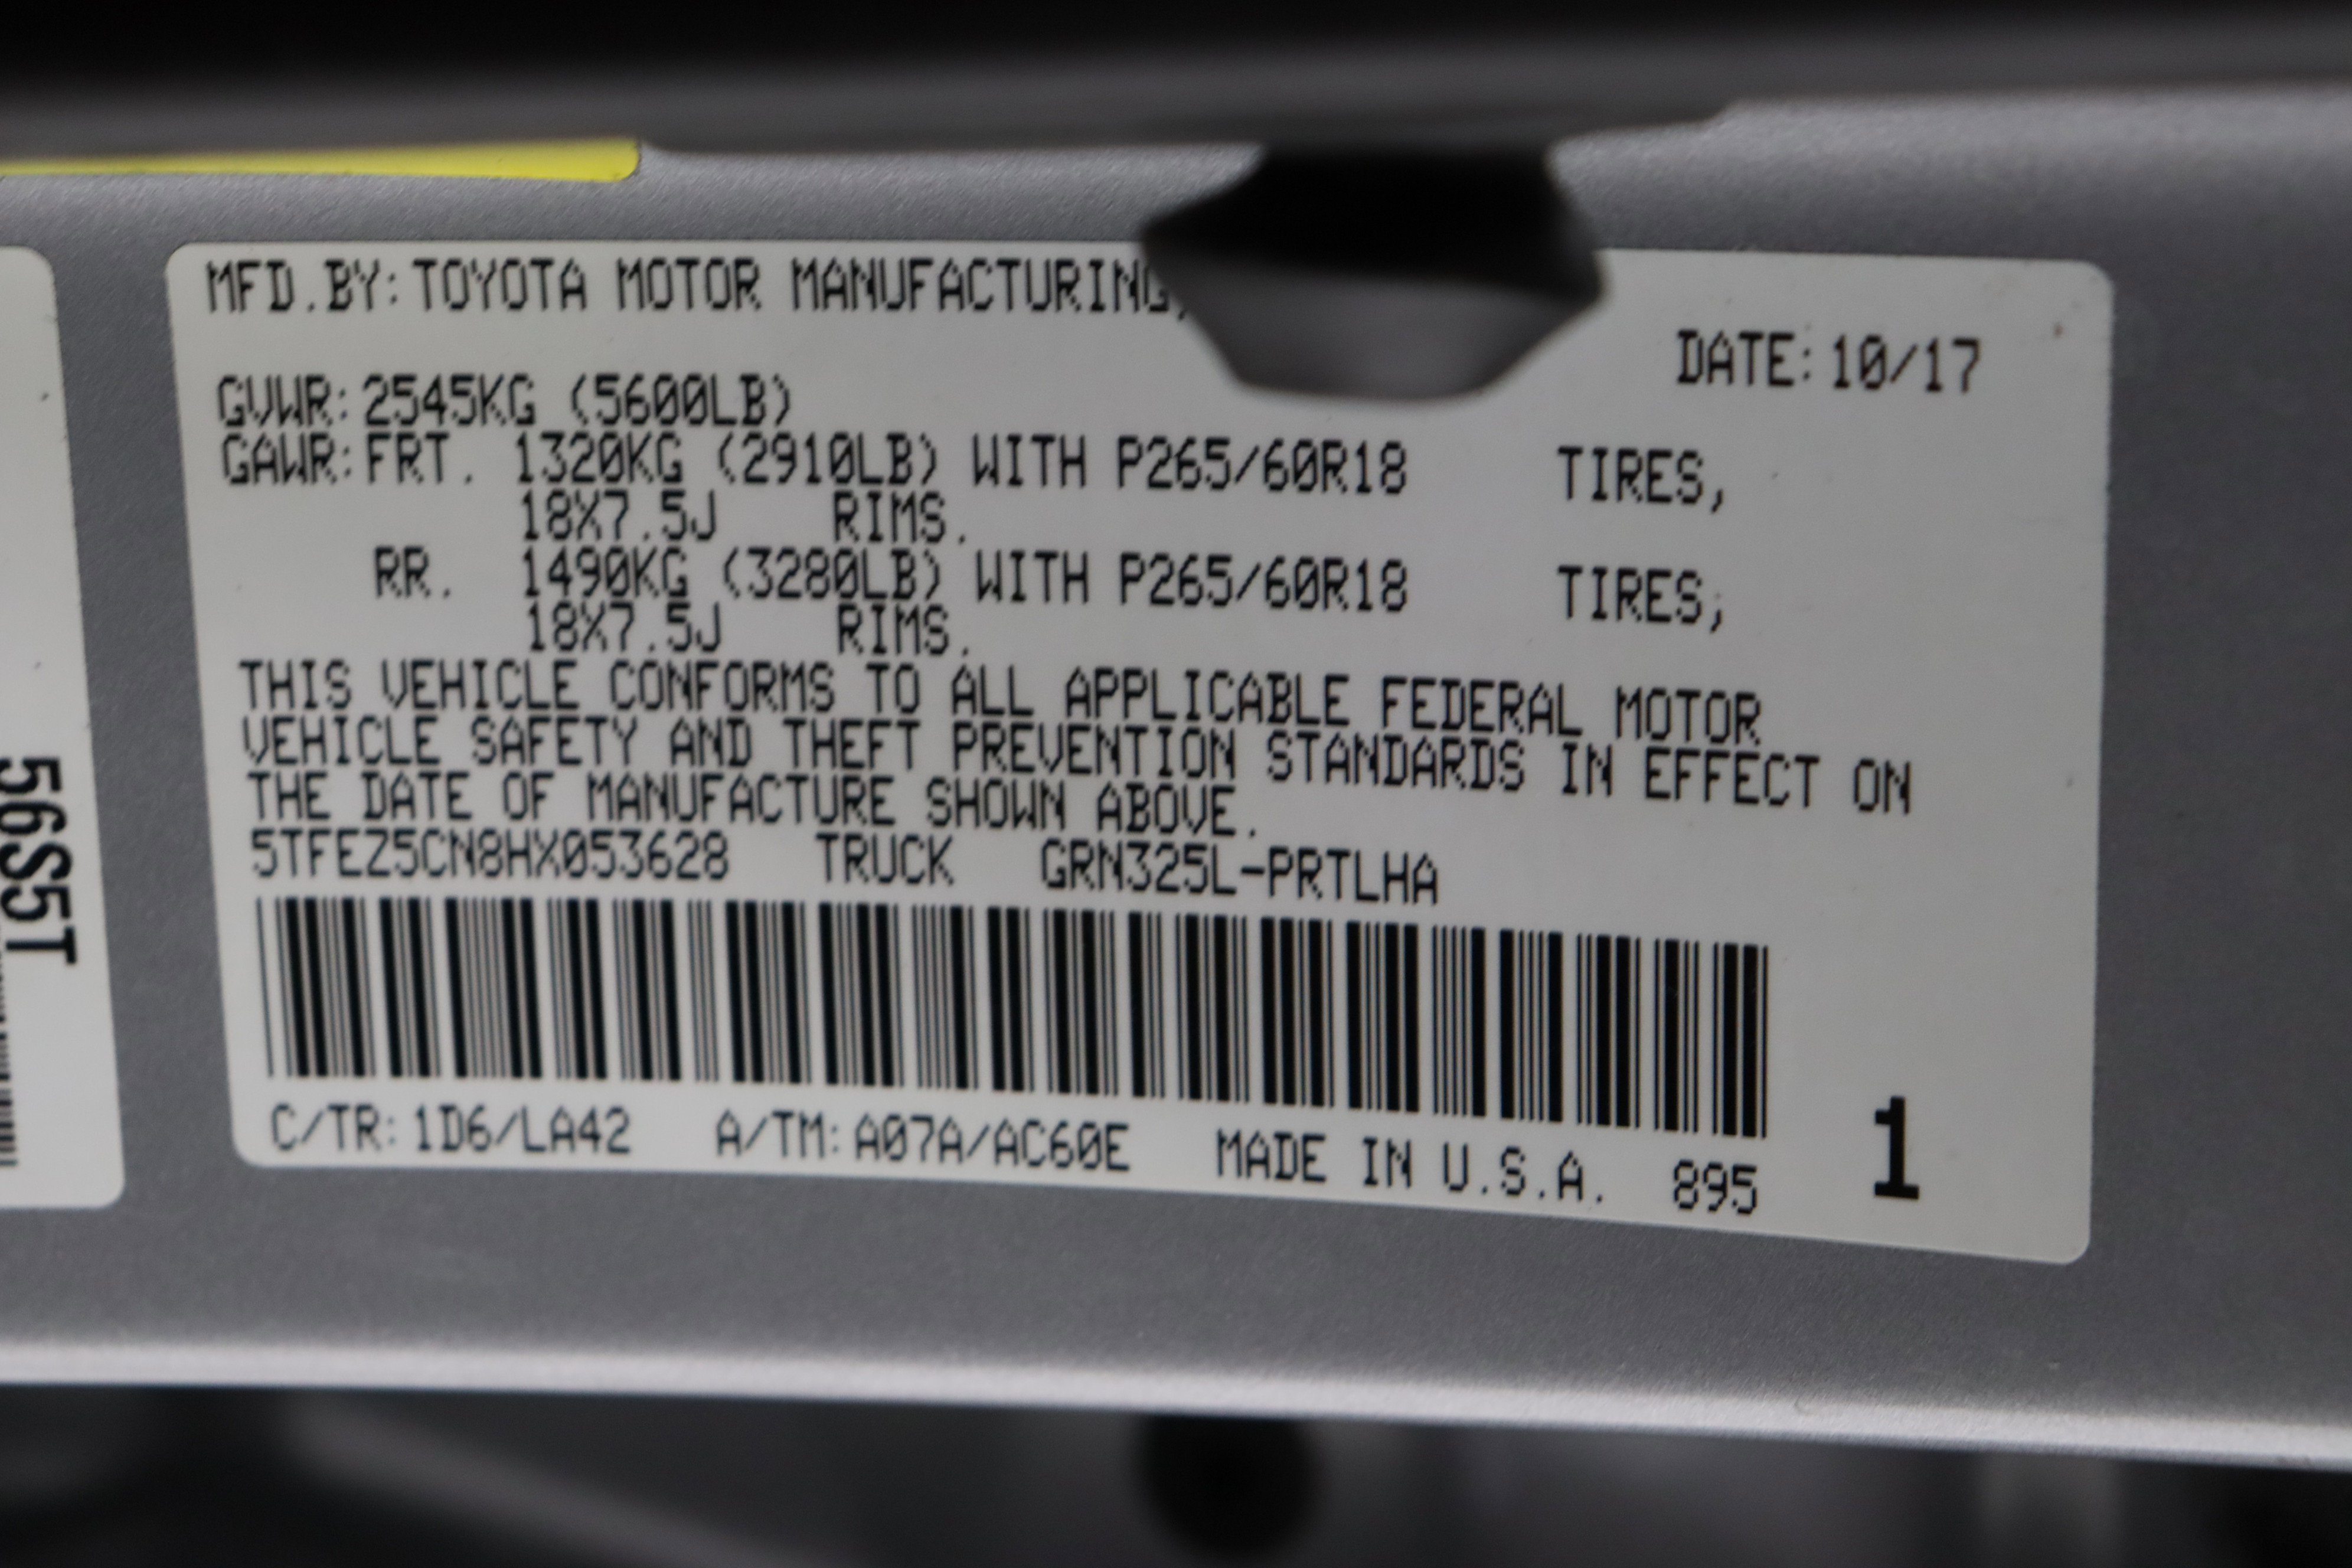 MFD.BY: TOYOTA MOTOR MANUFACTURING,
DATE: 10/17
GVWR: 2545KG (5600LB)
GAWR: FRT. 1320KG (2910LB) WITH P265/60R18 TIRES,
18X7.5J RIMS.
RR. 1490KG (3280LB) WITH P265/60R18 TIRES,
18X7.5J RIMS.
THIS VEHICLE CONFORMS TO ALL APPLICABLE FEDERAL MOTOR
VEHICLE SAFETY AND THEFT PREVENTION STANDARDS IN EFFECT ON
THE DATE OF MANUFACTURE SHOWN ABOVE.
5TFEZ5CN8HX053628 TRUCK GRN325L-PRTLHA
C/TR: 1D6/LA42 A/TM: A07A/AC60E MADE IN U.S.A. 895
1
56S5T